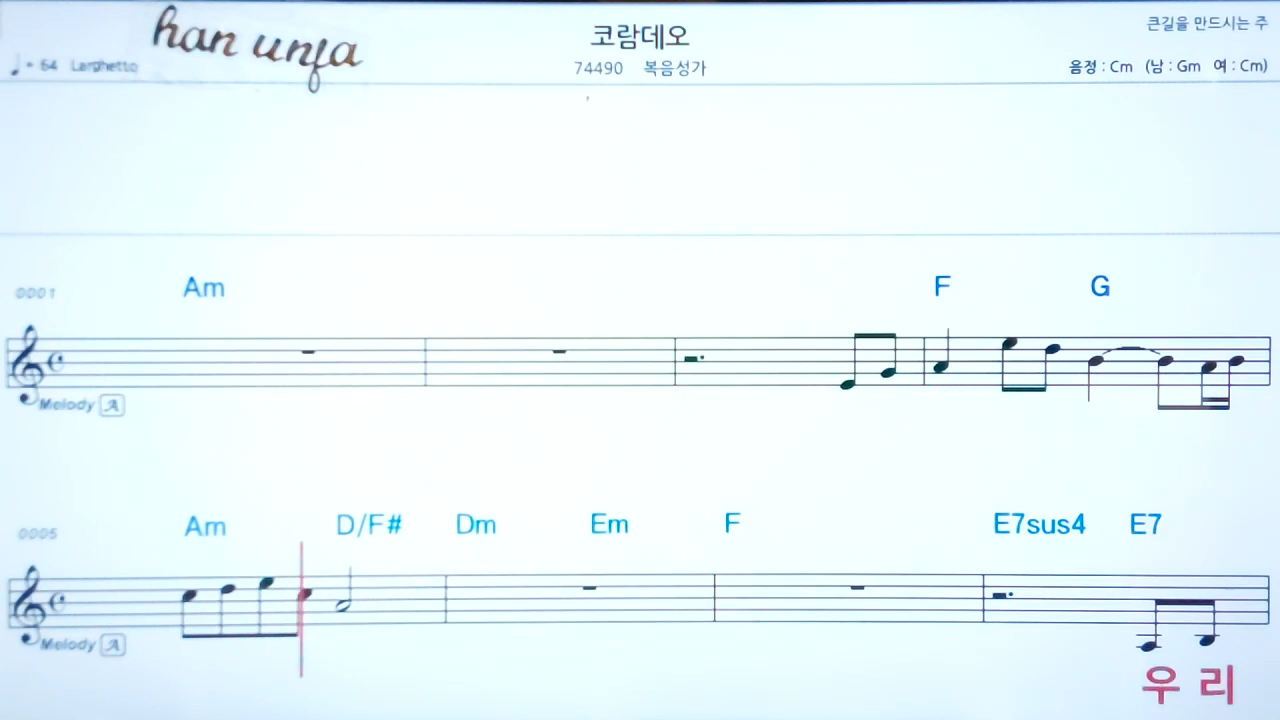 han unfa
코람데오
큰길을 만드시는 주
♩= 64 Larghetto
74490 복음성가
음정 : Cm (남 : Gm 여 : Cm)
0001 Am F G
Melody A
0005 Am D/F# Dm Em F E7sus4 E7
Melody A
우 리